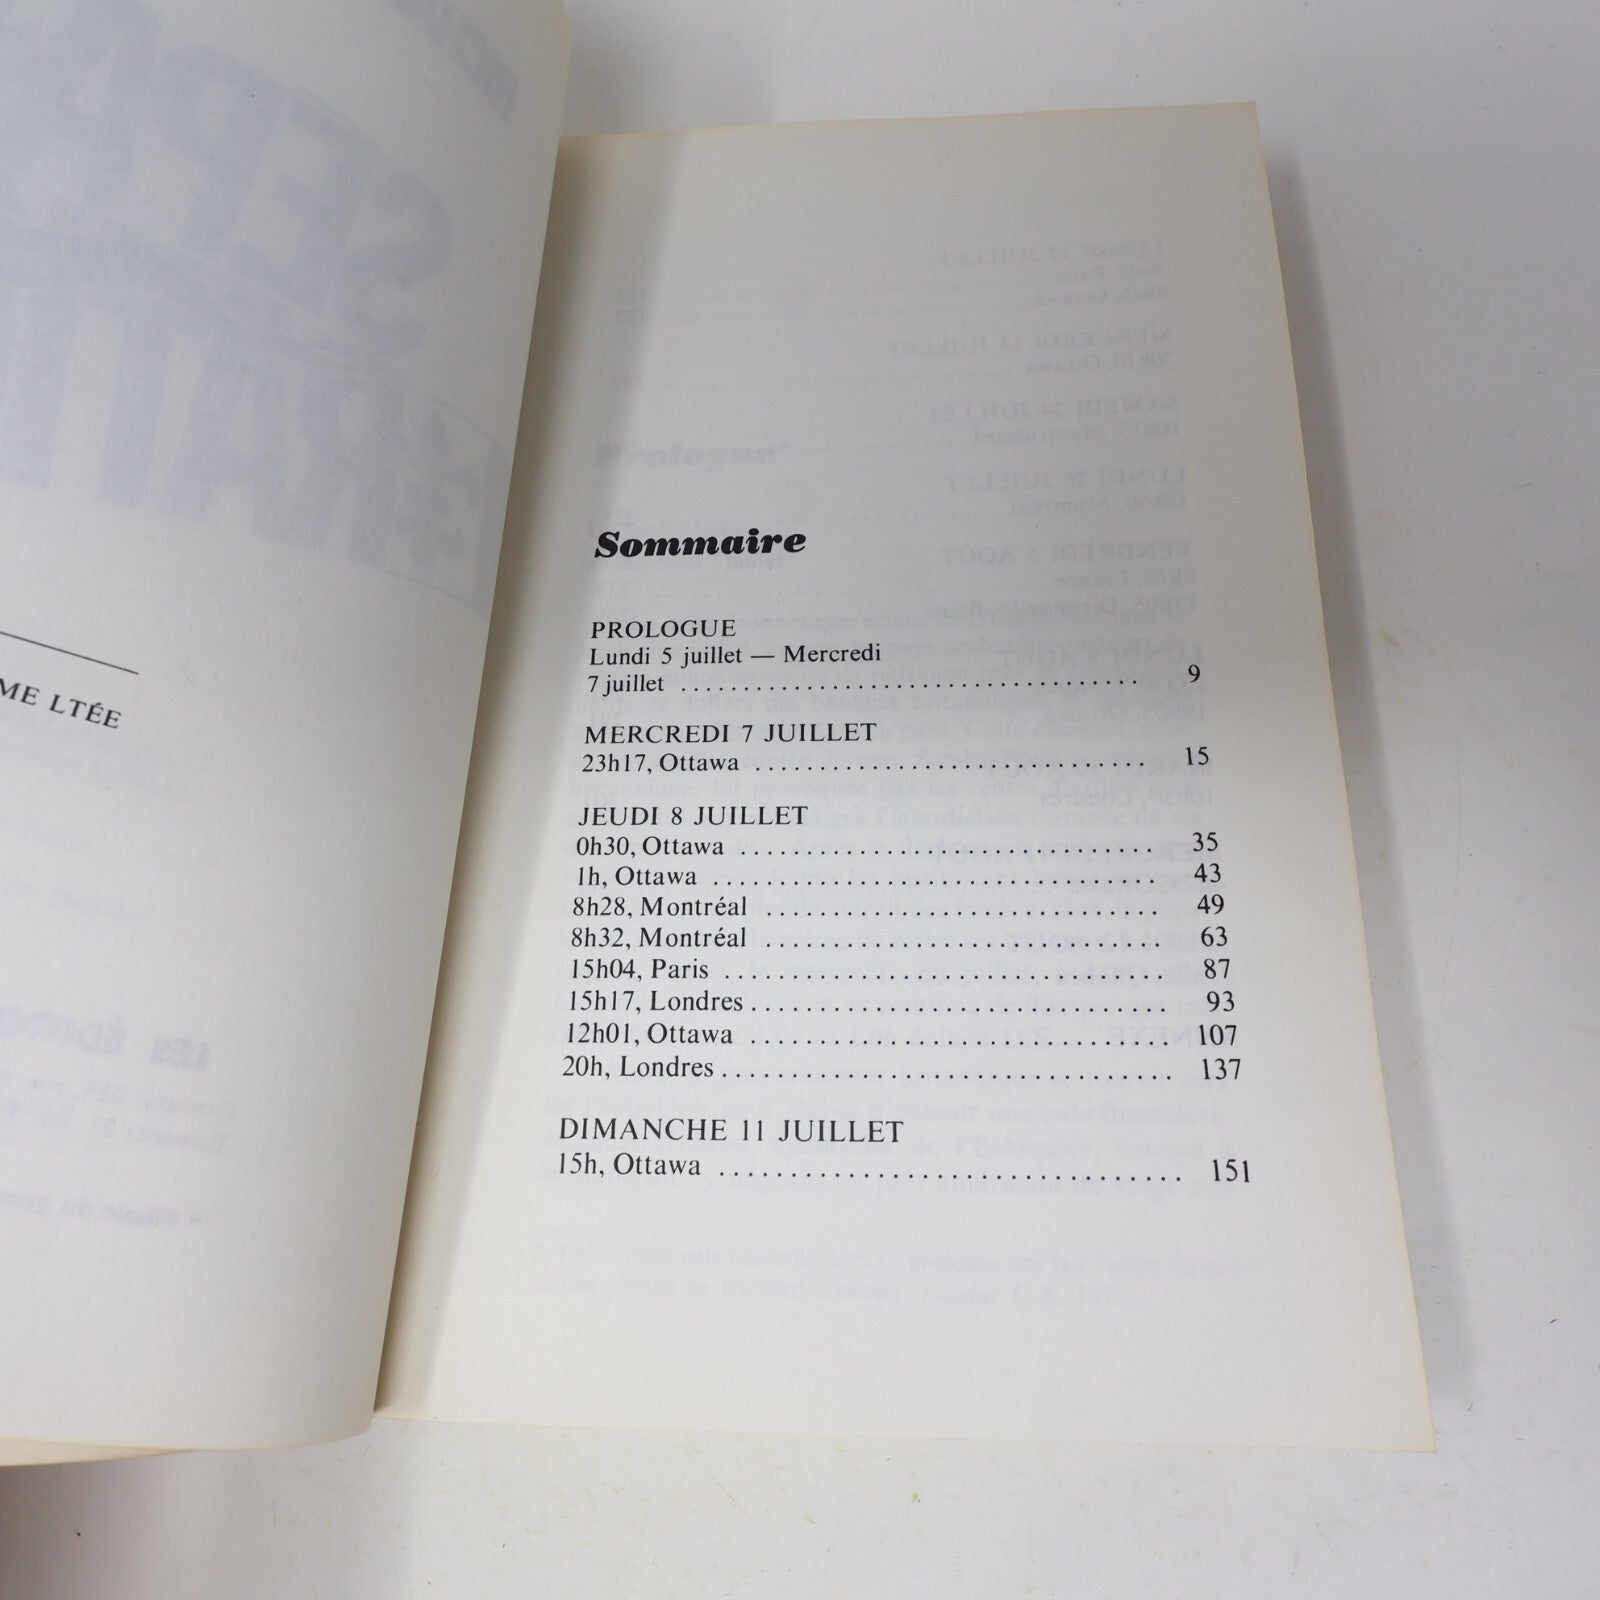 ME LTÉE
Sommaire
PROLOGUE
Lundi 5 juillet — Mercredi
7 juillet ..................................... 9
MERCREDI 7 JUILLET
23h17, Ottawa ............................... 15
JEUDI 8 JUILLET
0h30, Ottawa ................................. 35
1h, Ottawa ................................... 43
8h28, Montréal ............................... 49
8h32, Montréal ............................... 63
15h04, Paris .................................. 87
15h17, Londres ................................ 93
12h01, Ottawa ................................ 107
20h, Londres .................................. 137
DIMANCHE 11 JUILLET
15h, Ottawa .................................. 151